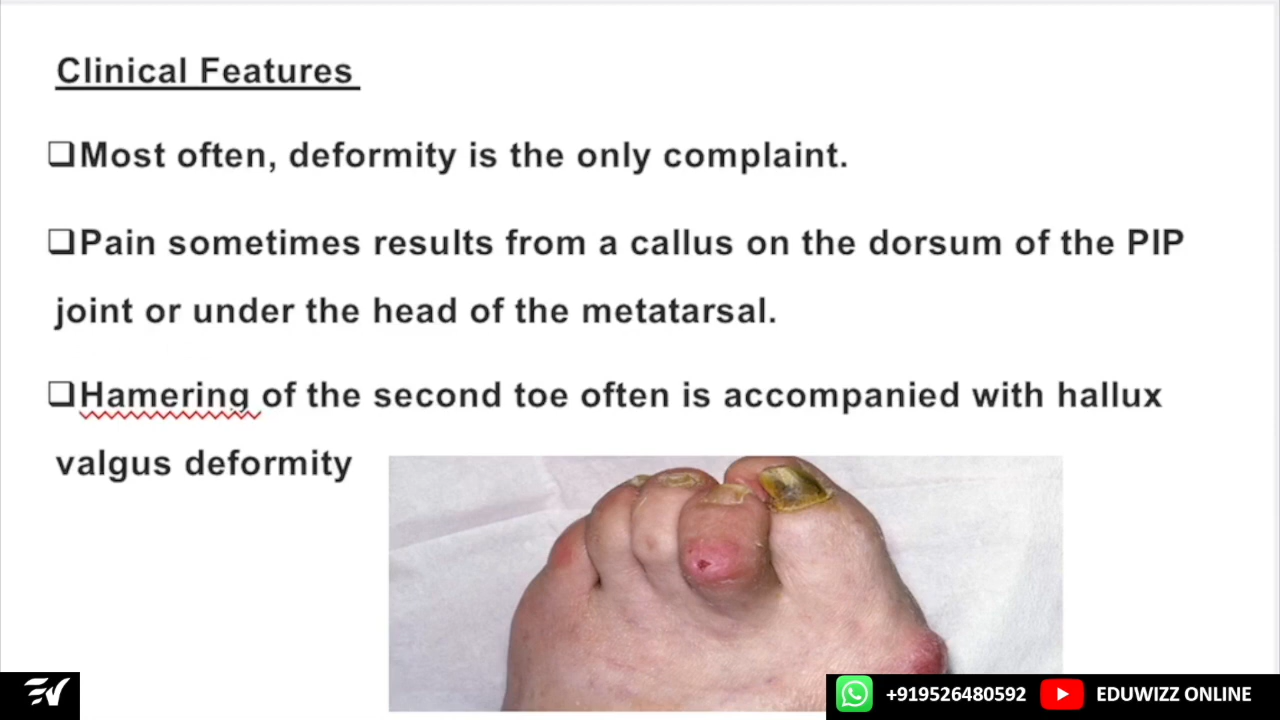 Clinical Features
❑Most often, deformity is the only complaint.
❑Pain sometimes results from a callus on the dorsum of the PIP
joint or under the head of the metatarsal.
❑Hamering of the second toe often is accompanied with hallux
valgus deformity
+919526480592 EDUWIZZ ONLINE